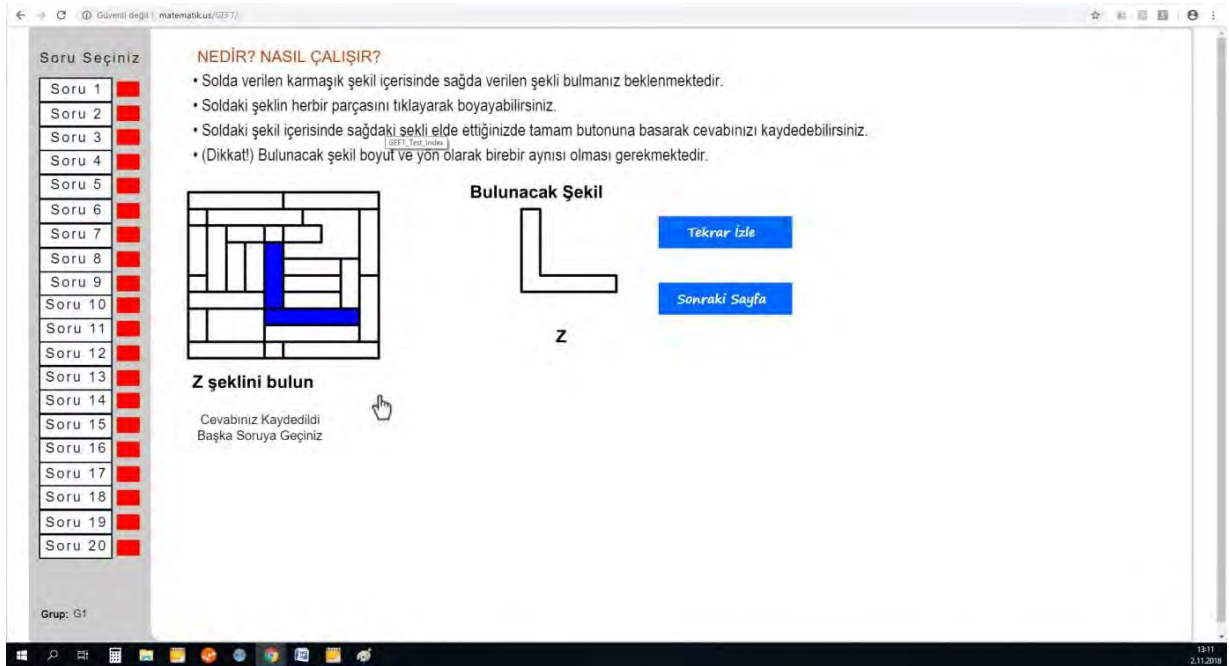 Güvenli değil
matematik.us/GEFT/
Soru Seçiniz
Soru 1
Soru 2
Soru 3
Soru 4
Soru 5
Soru 6
Soru 7
Soru 8
Soru 9
Soru 10
Soru 11
Soru 12
Soru 13
Soru 14
Soru 15
Soru 16
Soru 17
Soru 18
Soru 19
Soru 20
Grup: G1
NEDİR? NASIL ÇALIŞIR?
• Solda verilen karmaşık şekil içerisinde sağda verilen şekli bulmanız beklenmektedir.
• Soldaki şeklin herbir parçasını tıklayarak boyayabilirsiniz.
• Soldaki şekil içerisinde sağdaki sekli elde ettiğinizde tamam butonuna basarak cevabınızı kaydedebilirsiniz.
GEFT_Test_Index
• (Dikkat!) Bulunacak şekil boyut ve yön olarak birebir aynısı olması gerekmektedir.
Bulunacak Şekil
Tekrar İzle
Sonraki Sayfa
Z
Z şeklini bulun
Cevabınız Kaydedildi
Başka Soruya Geçiniz
13:11
2.11.2018